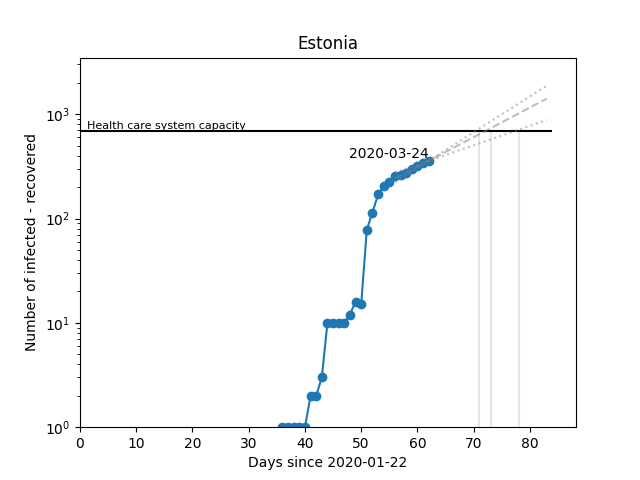 Estonia
Number of infected - recovered
10³
Health care system capacity
2020-03-24
10²
10¹
10⁰
0 10 20 30 40 50 60 70 80
Days since 2020-01-22